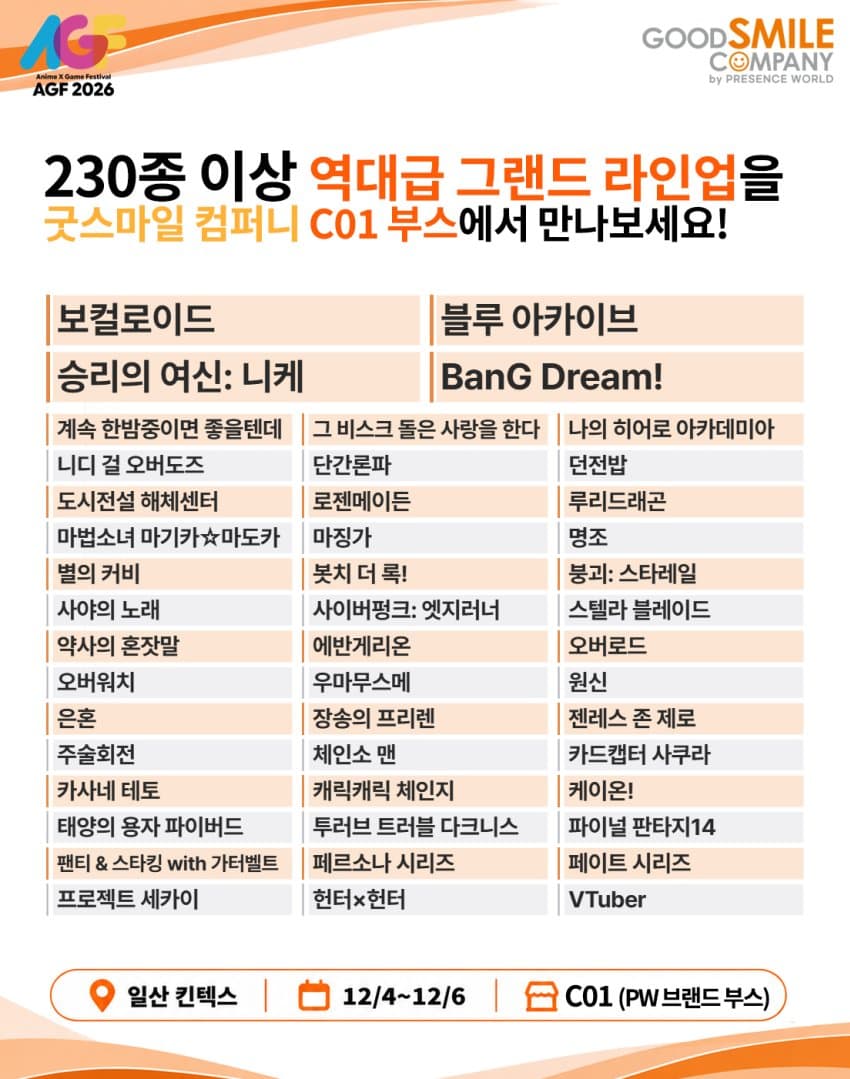 AGF
Anime X Game Festival
AGF 2026
GOOD SMILE
COMPANY
by PRESENCE WORLD
230종 이상 역대급 그랜드 라인업을
굿스마일 컴퍼니 C01 부스에서 만나보세요!
보컬로이드 블루 아카이브
승리의 여신: 니케 BanG Dream!
계속 한밤중이면 좋을텐데 그 비스크 돌은 사랑을 한다 나의 히어로 아카데미아
니디 걸 오버도즈 단간론파 던전밥
도시전설 해체센터 로젠메이든 루리드래곤
마법소녀 마기카☆마도카 마징가 명조
별의 커비 봇치 더 록! 붕괴: 스타레일
사야의 노래 사이버펑크: 엣지러너 스텔라 블레이드
약사의 혼잣말 에반게리온 오버로드
오버워치 우마무스메 원신
은혼 장송의 프리렌 젠레스 존 제로
주술회전 체인소 맨 카드캡터 사쿠라
카사네 테토 캐릭캐릭 체인지 케이온!
태양의 용자 파이버드 투러브 트러블 다크니스 파이널 판타지14
팬티 & 스타킹 with 가터벨트 페르소나 시리즈 페이트 시리즈
프로젝트 세카이 헌터×헌터 VTuber
일산 킨텍스 12/4~12/6 C01 (PW 브랜드 부스)